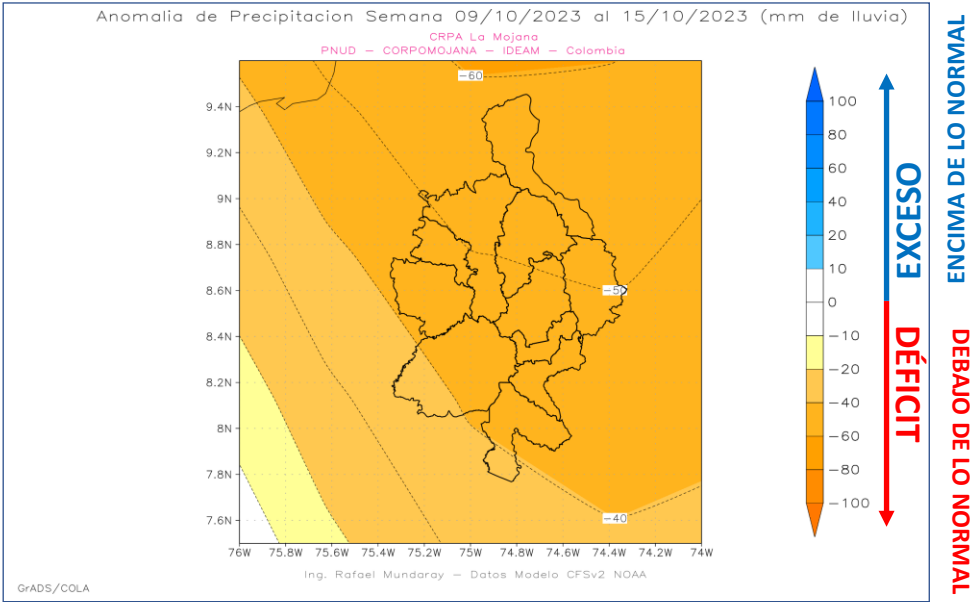 Anomalia de Precipitacion Semana 09/10/2023 al 15/10/2023 (mm de lluvia)
CRPA La Mojana
PNUD – CORPOMOJANA – IDEAM – Colombia
−60
−50
−40
9.4N
9.2N
9N
8.8N
8.6N
8.4N
8.2N
8N
7.8N
7.6N
76W 75.8W 75.6W 75.4W 75.2W 75W 74.8W 74.6W 74.4W 74.2W 74W
100
80
60
40
20
10
0
−10
−20
−40
−60
−80
−100
EXCESO
DÉFICIT
ENCIMA DE LO NORMAL
DEBAJO DE LO NORMAL
Ing. Rafael Mundaray – Datos Modelo CFSv2 NOAA
GrADS/COLA